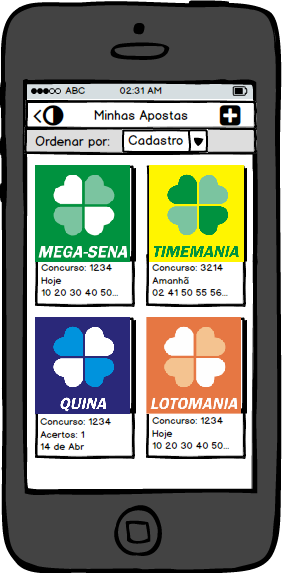 ABC 02:31 AM
Minhas Apostas
Ordenar por: Cadastro
MEGA-SENA
Concurso: 1234
Hoje
10 20 30 40 50...
TIMEMANIA
Concurso: 3214
Amanhã
02 41 50 55 56...
QUINA
Concurso: 1234
Acertos: 1
14 de Abr
LOTOMANIA
Concurso: 1234
Hoje
10 20 30 40 50...